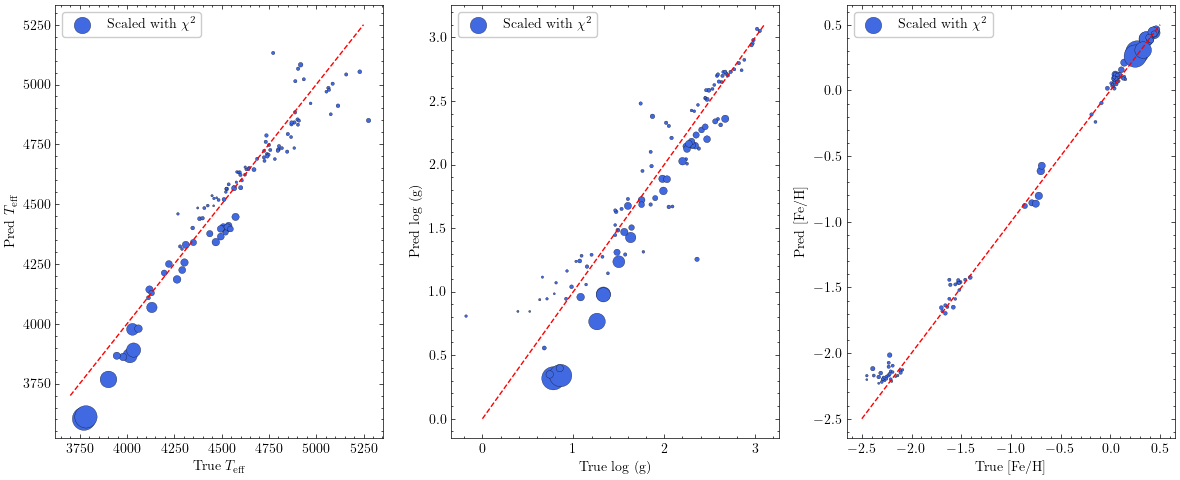 Scaled with χ²
5250
5000
4750
4500
4250
4000
3750
Pred T_eff
3750 4000 4250 4500 4750 5000 5250
True T_eff
Scaled with χ²
3.0
2.5
2.0
1.5
1.0
0.5
0.0
Pred log (g)
0 1 2 3
True log (g)
Scaled with χ²
0.5
0.0
−0.5
−1.0
−1.5
−2.0
−2.5
Pred [Fe/H]
−2.5 −2.0 −1.5 −1.0 −0.5 0.0 0.5
True [Fe/H]